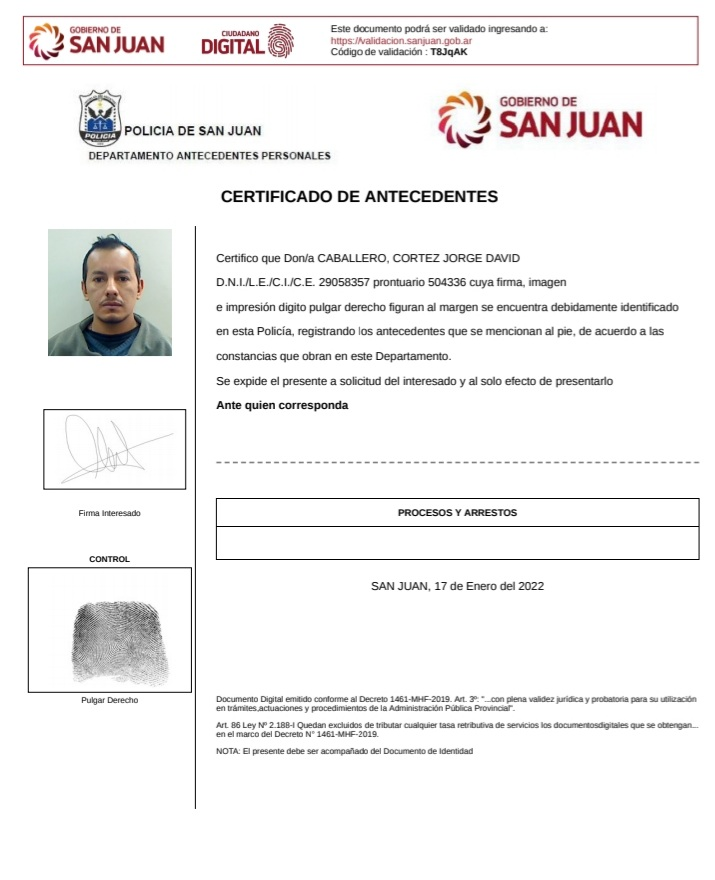 GOBIERNO DE
SAN JUAN
CIUDADANO
DIGITAL
Este documento podrá ser validado ingresando a:
https://validacion.sanjuan.gob.ar
Código de validación : T8JqAK
POLICIA
POLICIA DE SAN JUAN
DEPARTAMENTO ANTECEDENTES PERSONALES
GOBIERNO DE
SAN JUAN
CERTIFICADO DE ANTECEDENTES
Certifico que Don/a CABALLERO, CORTEZ JORGE DAVID
D.N.I./L.E./C.I./C.E. 29058357 prontuario 504336 cuya firma, imagen
e impresión digito pulgar derecho figuran al margen se encuentra debidamente identificado
en esta Policía, registrando los antecedentes que se mencionan al pie, de acuerdo a las
constancias que obran en este Departamento.
Se expide el presente a solicitud del interesado y al solo efecto de presentarlo
Ante quien corresponda
Firma Interesado
PROCESOS Y ARRESTOS
CONTROL
SAN JUAN, 17 de Enero del 2022
Pulgar Derecho
Documento Digital emitido conforme al Decreto 1461-MHF-2019. Art. 3º: "...con plena validez jurídica y probatoria para su utilización
en trámites,actuaciones y procedimientos de la Administración Pública Provincial".
Art. 86 Ley Nº 2.188-I Quedan excluidos de tributar cualquier tasa retributiva de servicios los documentosdigitales que se obtengan...
en el marco del Decreto N° 1461-MHF-2019.
NOTA: El presente debe ser acompañado del Documento de Identidad